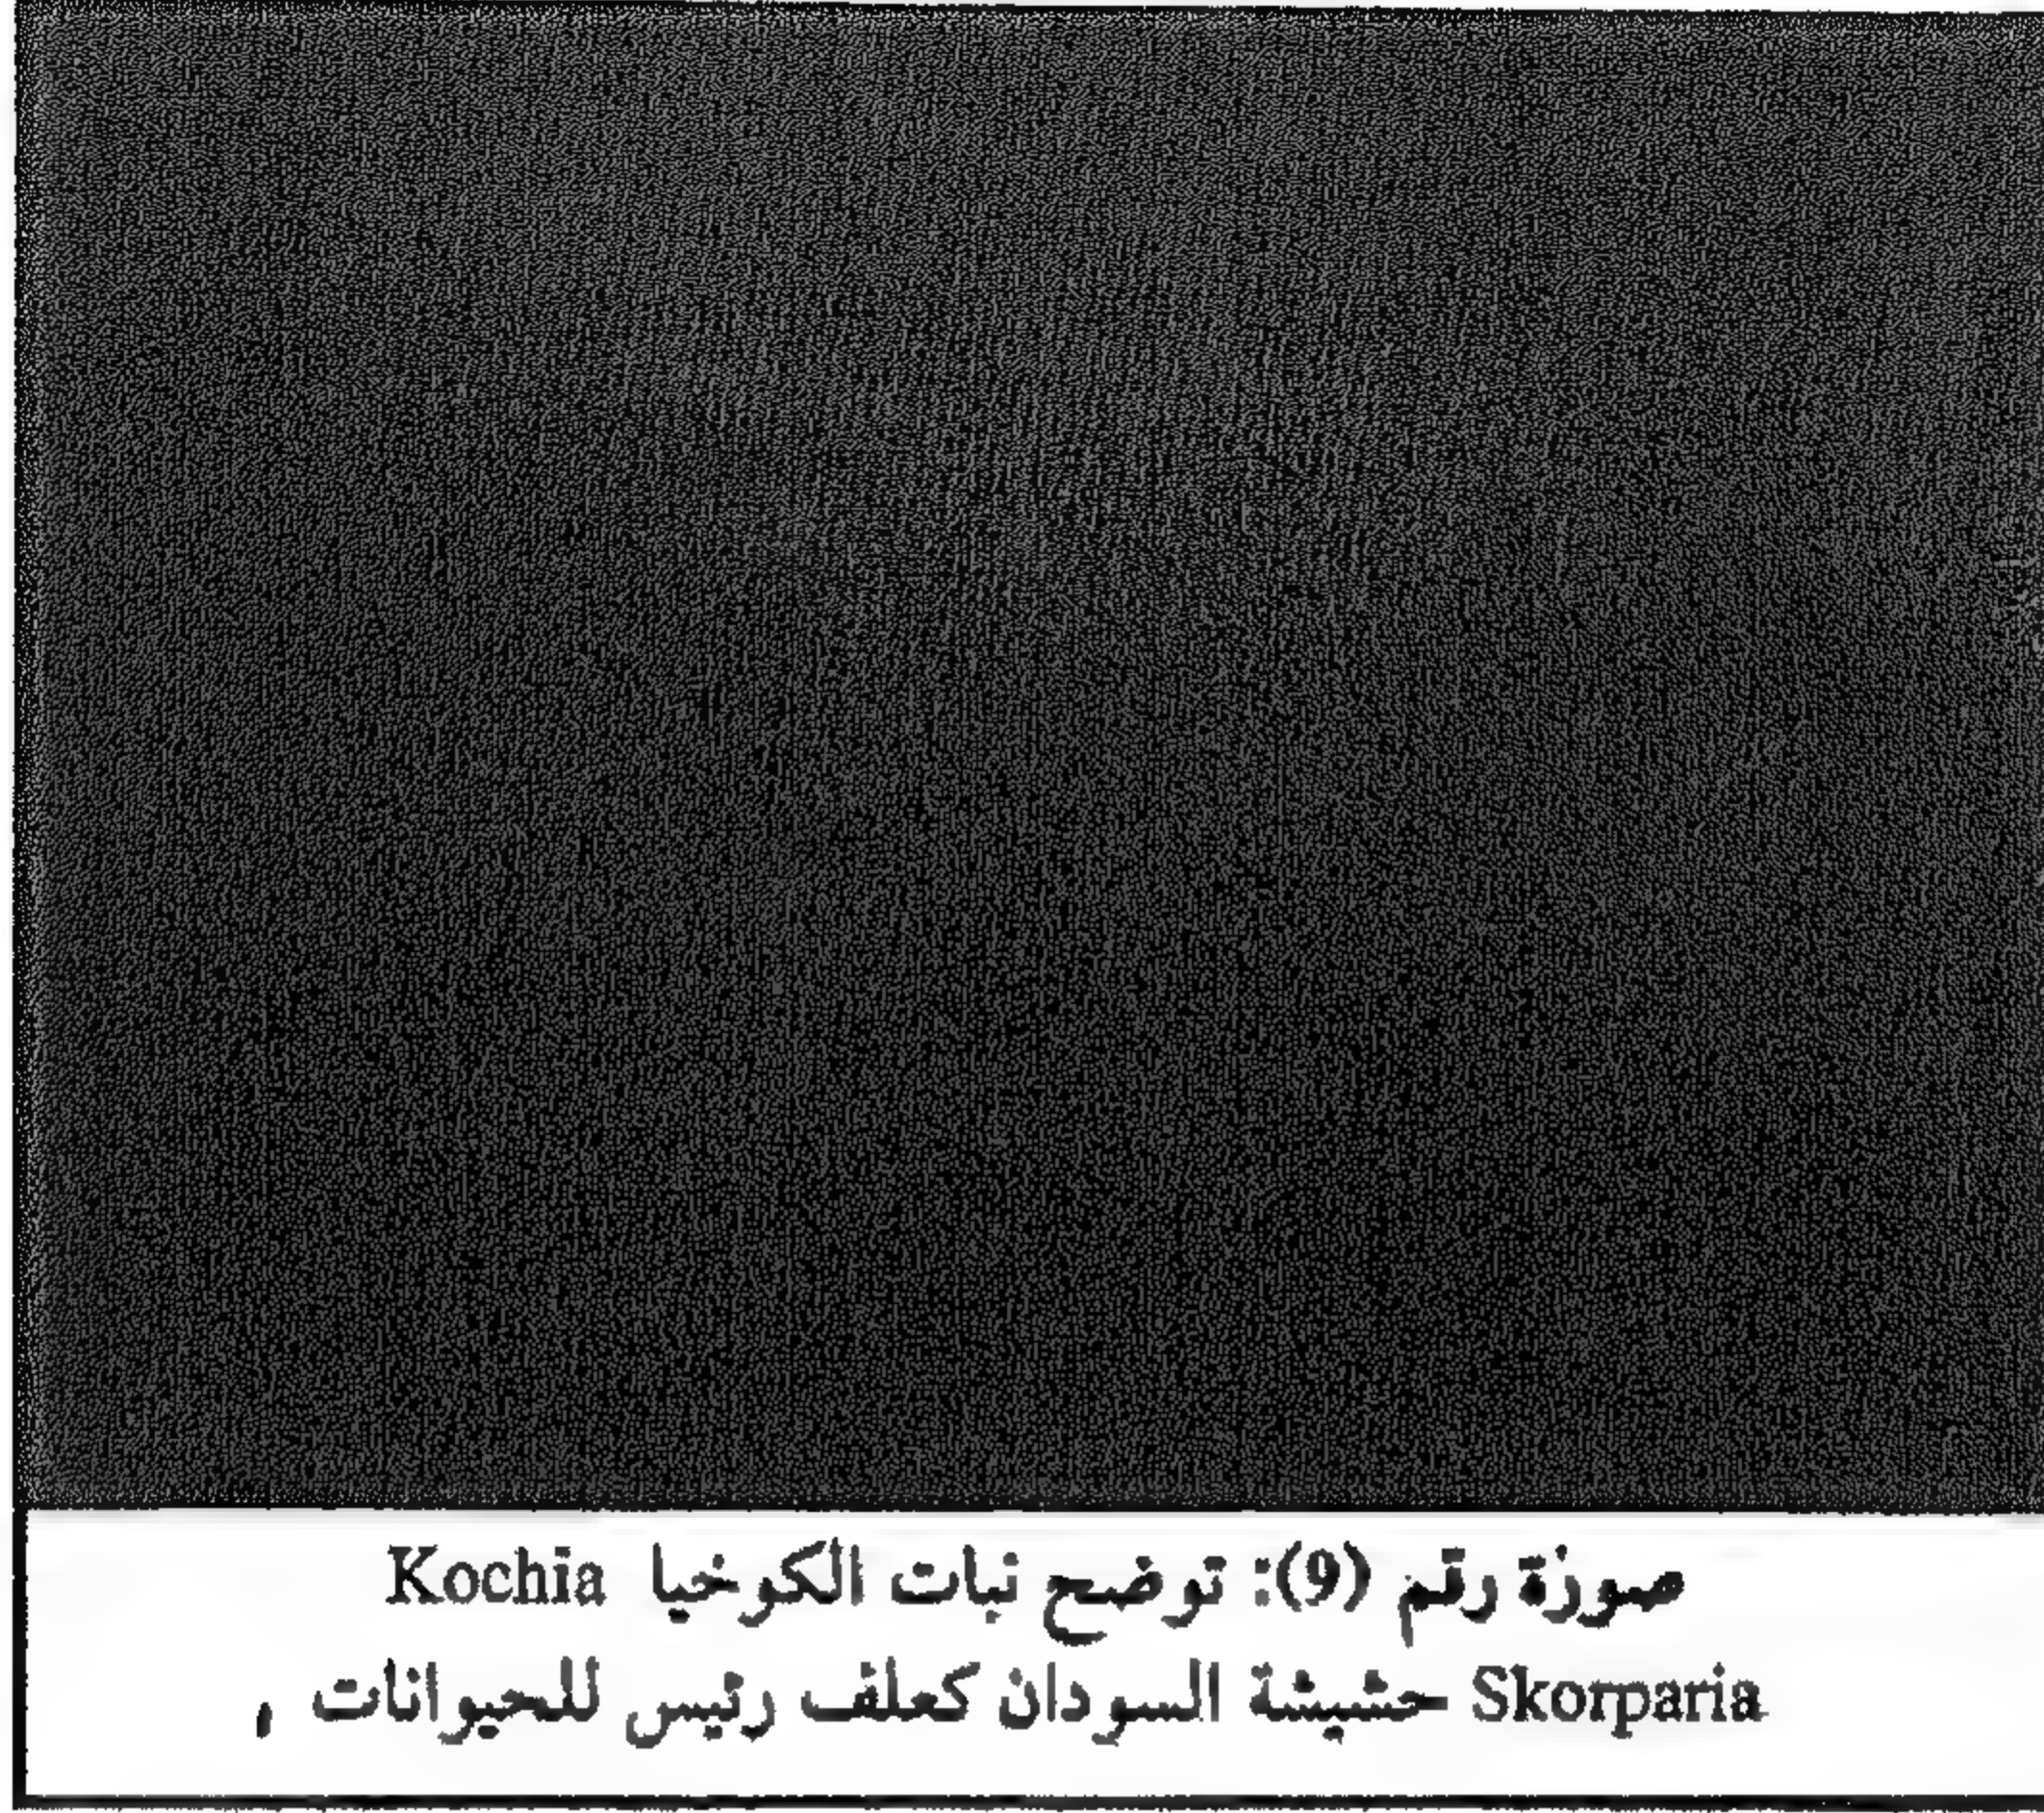 صورة رقم (9): توضح نبات الكوخيا Kochia
Skorparia حشيشة السودان كعلف رئيس للحيوانات ,